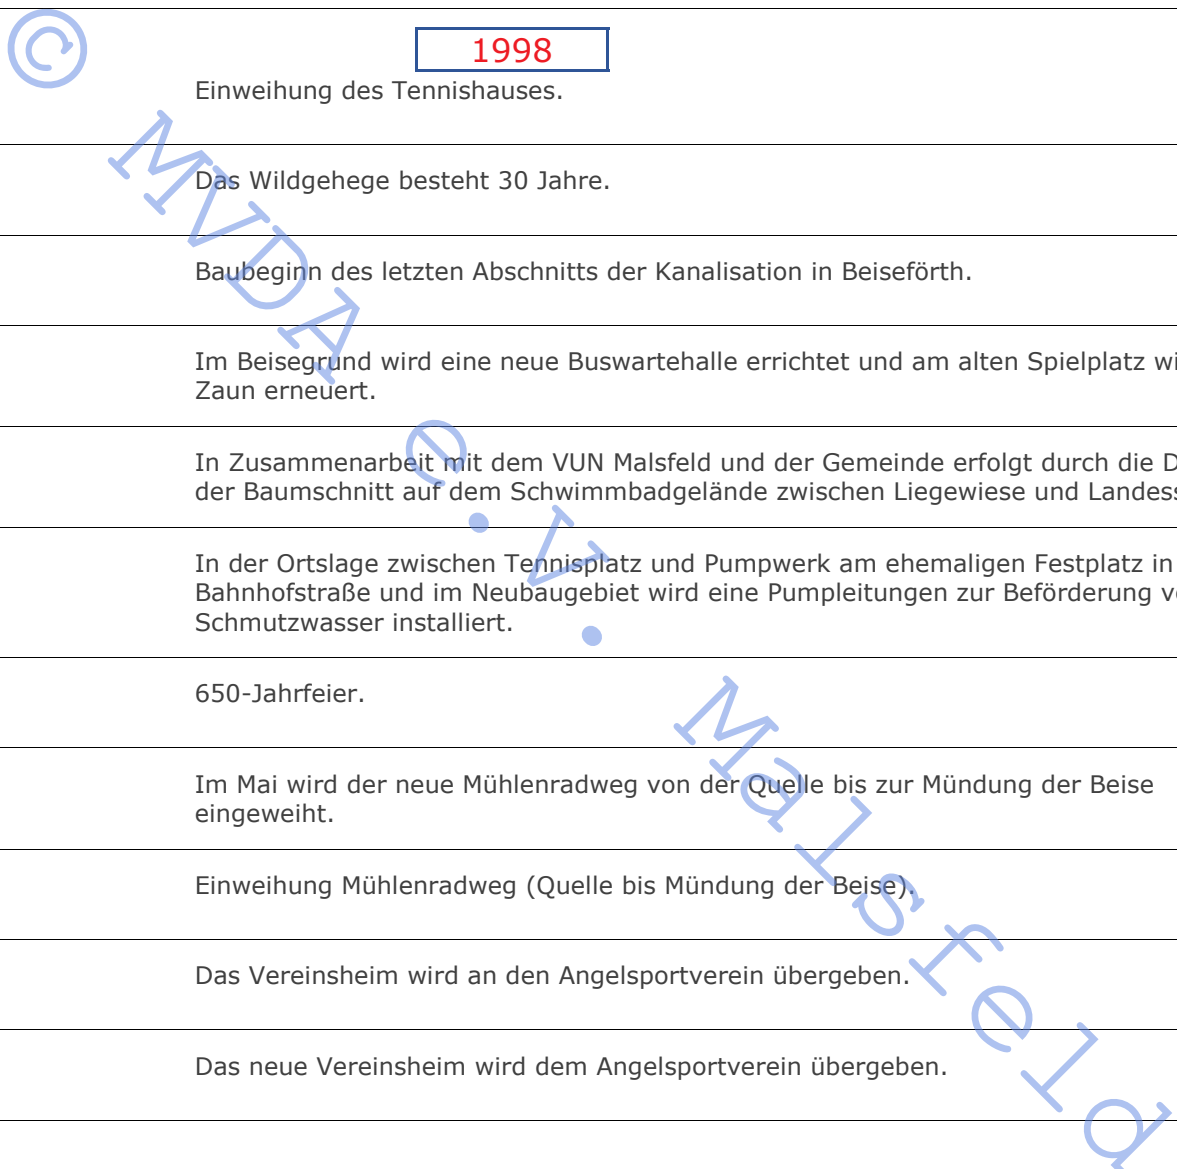 1998
Einweihung des Tennishauses.
Das Wildgehege besteht 30 Jahre.
Baubeginn des letzten Abschnitts der Kanalisation in Beiseförth.
Im Beisegrund wird eine neue Buswartehalle errichtet und am alten Spielplatz
Zaun erneuert.
In Zusammenarbeit mit dem VUN Malsfeld und der Gemeinde erfolgt durch die
der Baumschnitt auf dem Schwimmbadgelände zwischen Liegewiese und
In der Ortslage zwischen Tennisplatz und Pumpwerk am ehemaligen Festplatz in
Bahnhofstraße und im Neubaugebiet wird eine Pumpleitungen zur Beförderung
Schmutzwasser installiert.
650-Jahrfeier.
Im Mai wird der neue Mühlenradweg von der Quelle bis zur Mündung der Beise
eingeweiht.
Einweihung Mühlenradweg (Quelle bis Mündung der Beise).
Das Vereinsheim wird an den Angelsportverein übergeben.
Das neue Vereinsheim wird dem Angelsportverein übergeben.
© MVDA e.V. Malsfeld